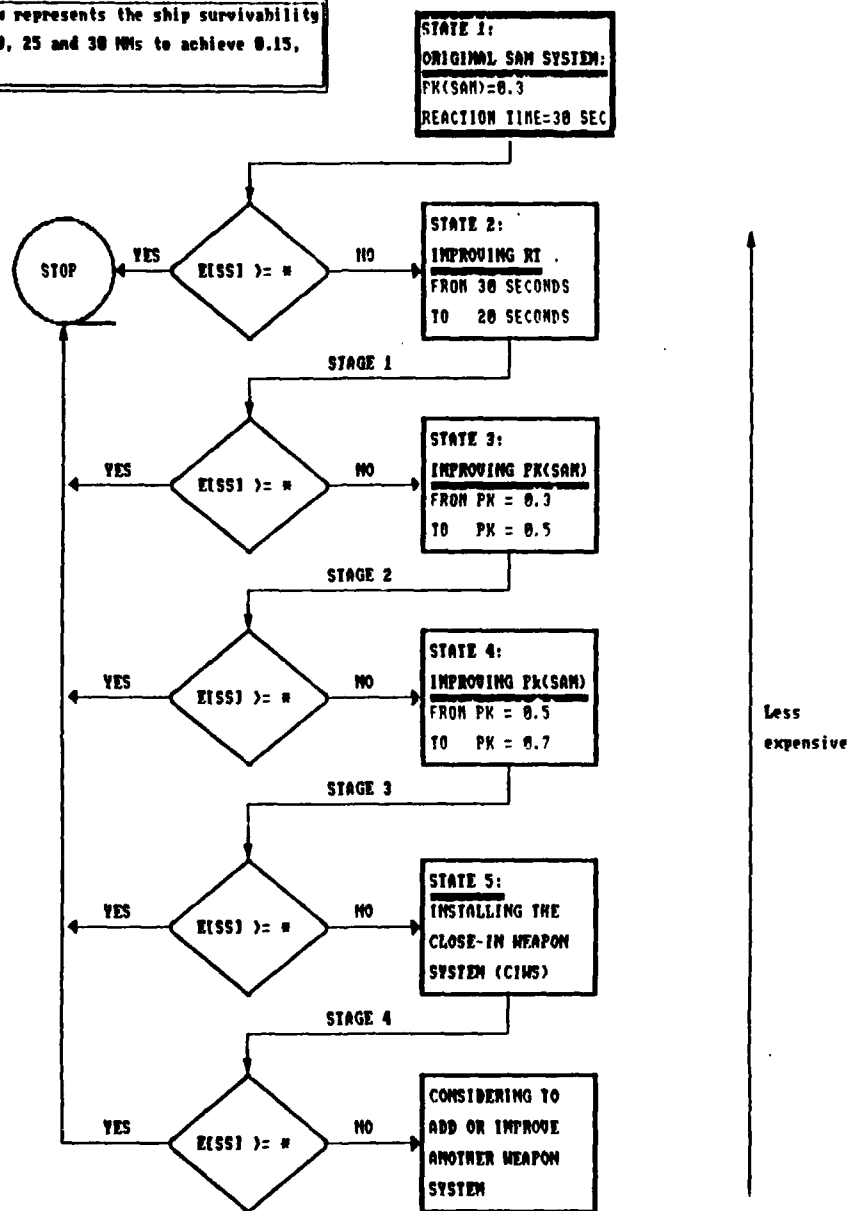 represents the ship survivability
, 25 and 30 NMs to achieve 0.15,
STATE 1:
ORIGINAL SAM SYSTEM:
PK(SAM)=0.3
REACTION TIME=30 SEC
STOP
YES
E[SS] >= *
NO
STATE 2:
IMPROVING RT
FROM 30 SECONDS
TO 20 SECONDS
STAGE 1
YES
E[SS] >= *
NO
STATE 3:
IMPROVING PK(SAM)
FROM PK = 0.3
TO PK = 0.5
STAGE 2
YES
E[SS] >= *
NO
STATE 4:
IMPROVING Pk(SAM)
FROM PK = 0.5
TO PK = 0.7
Less
expensive
STAGE 3
YES
E[SS] >= *
NO
STATE 5:
INSTALLING THE
CLOSE-IN WEAPON
SYSTEM (CIWS)
STAGE 4
YES
E[SS] >= *
NO
CONSIDERING TO
ADD OR IMPROVE
ANOTHER WEAPON
SYSTEM